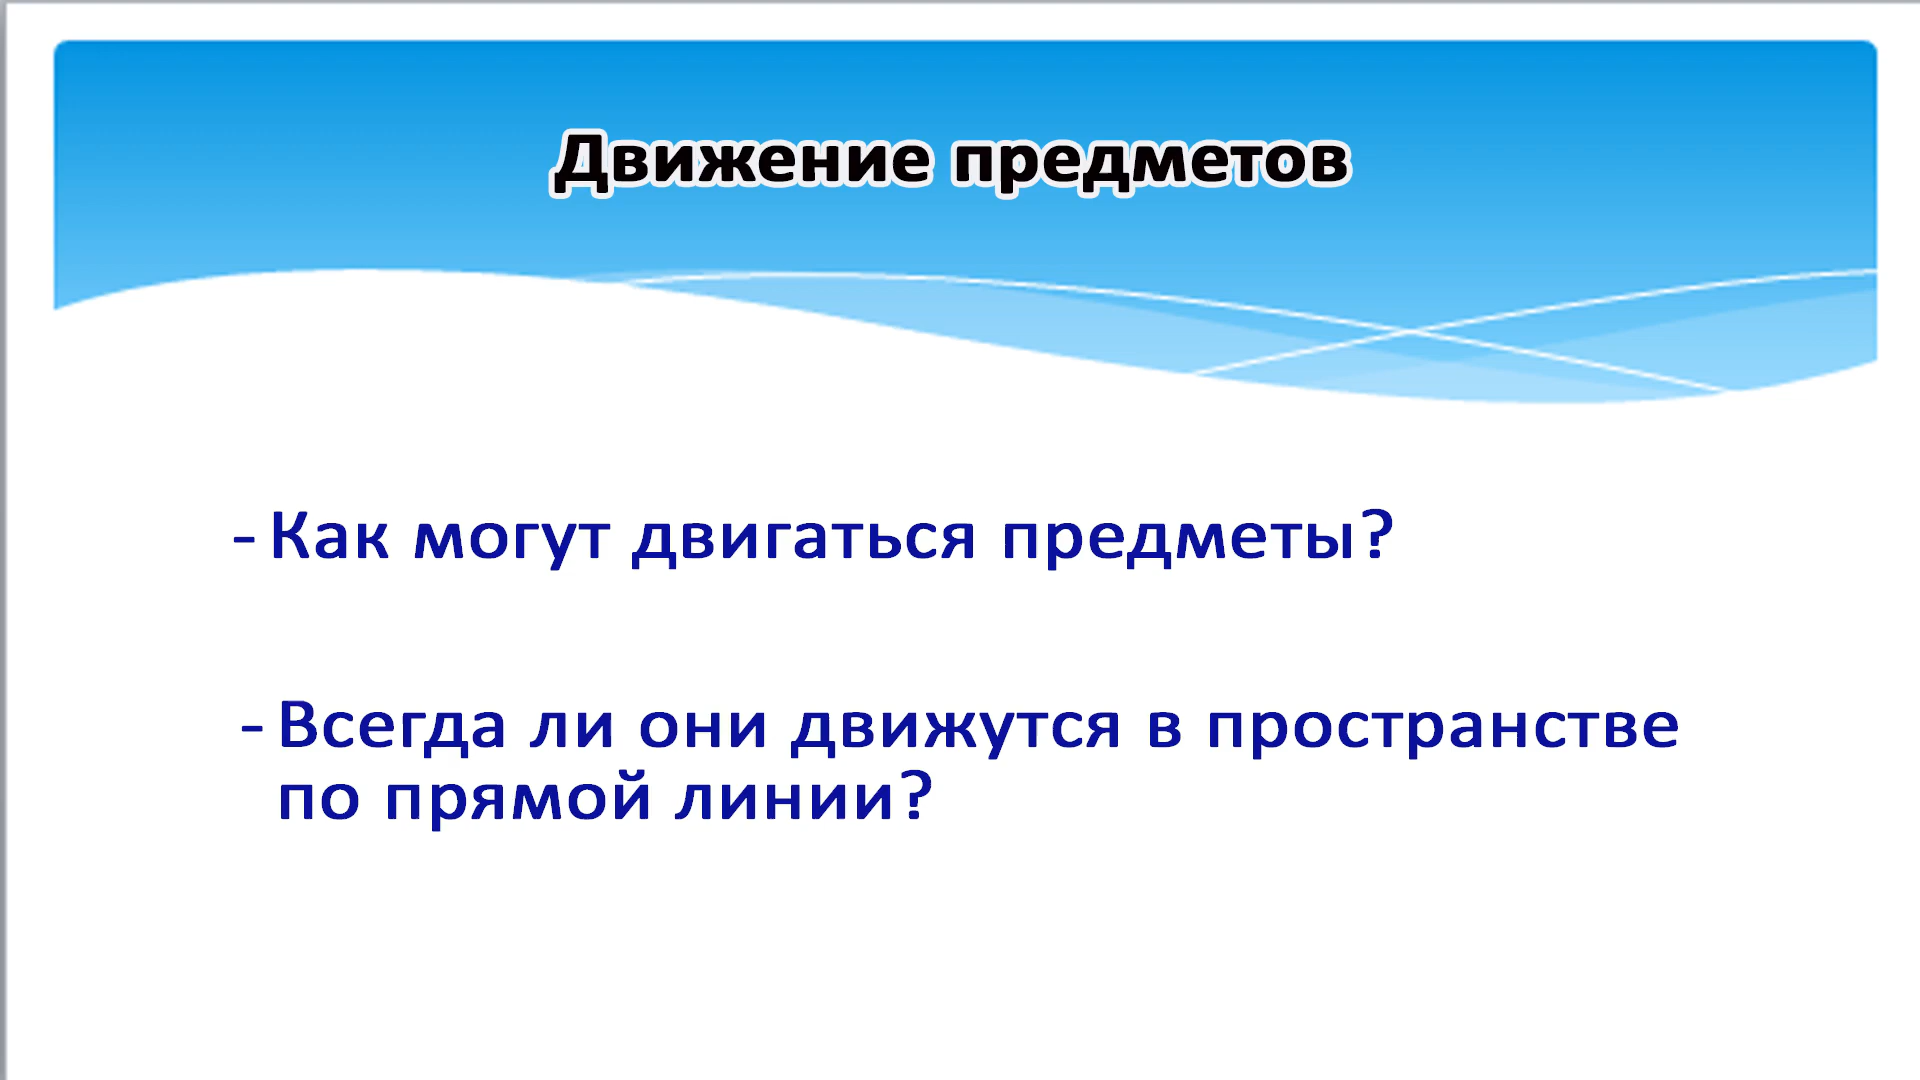 Движение предметов
- Как могут двигаться предметы?
- Всегда ли они движутся в пространстве
по прямой линии?